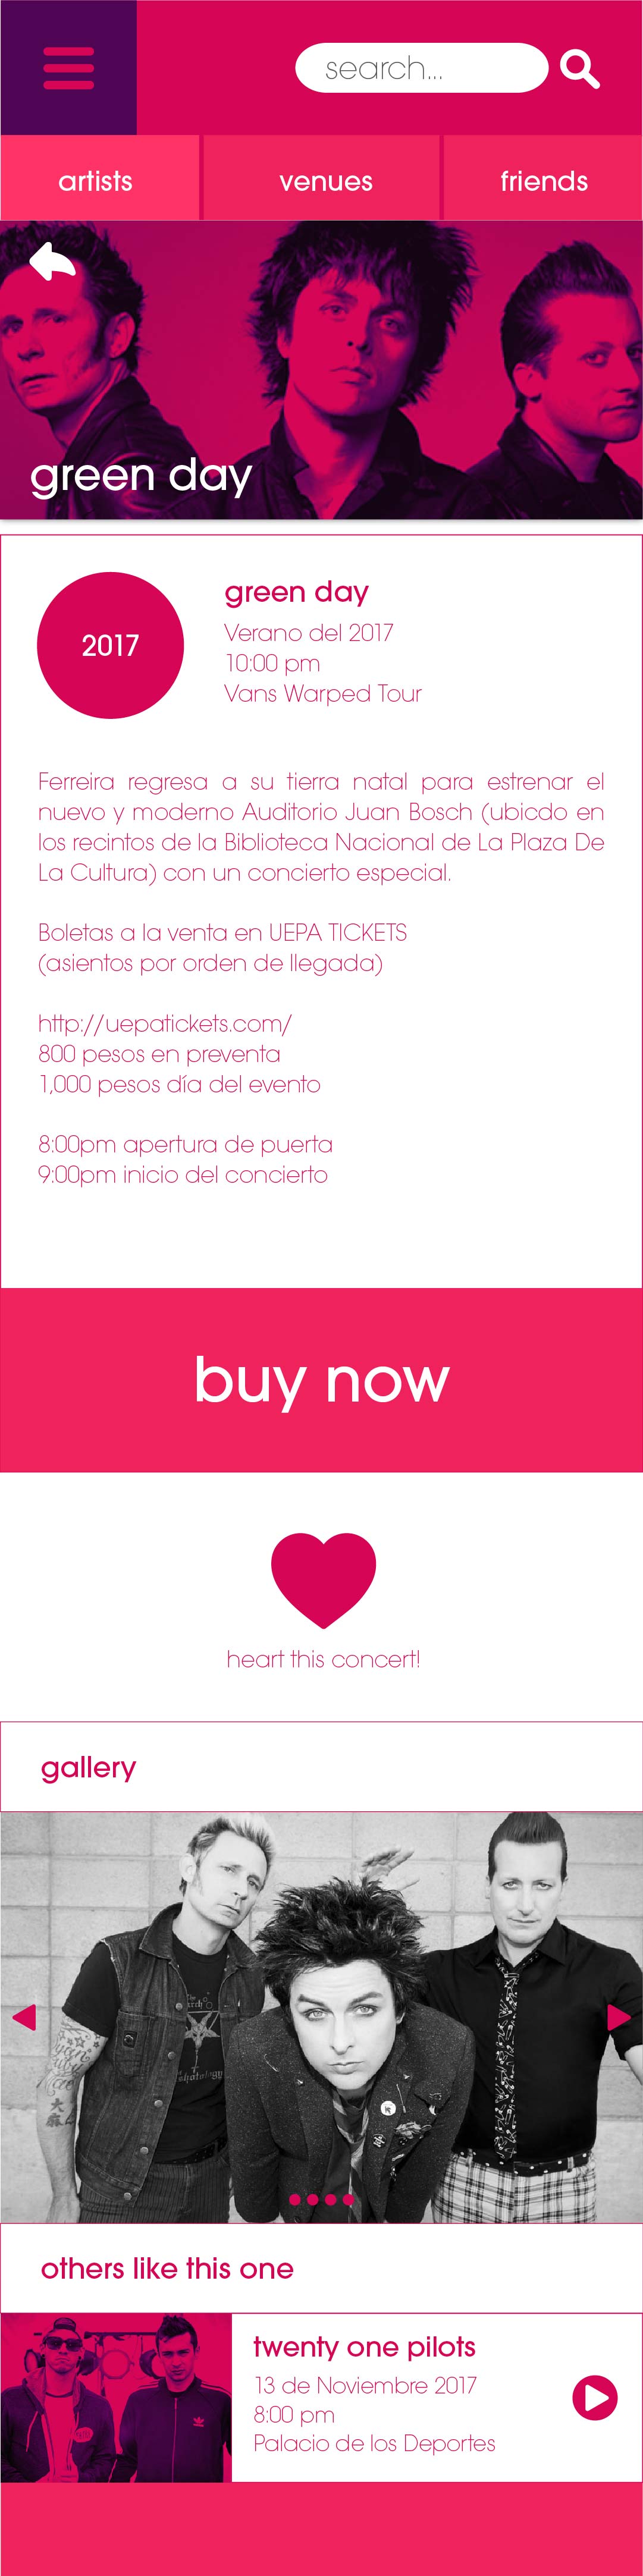 search...
artists
venues
friends
green day
2017
green day
Verano del 2017
10:00 pm
Vans Warped Tour
Ferreira regresa a su tierra natal para estrenar el
nuevo y moderno Auditorio Juan Bosch (ubicdo en
los recintos de la Biblioteca Nacional de La Plaza De
La Cultura) con un concierto especial.
Boletas a la venta en UEPA TICKETS
(asientos por orden de llegada)
http://uepatickets.com/
800 pesos en preventa
1,000 pesos día del evento
8:00pm apertura de puerta
9:00pm inicio del concierto
buy now
heart this concert!
gallery
others like this one
twenty one pilots
13 de Noviembre 2017
8:00 pm
Palacio de los Deportes